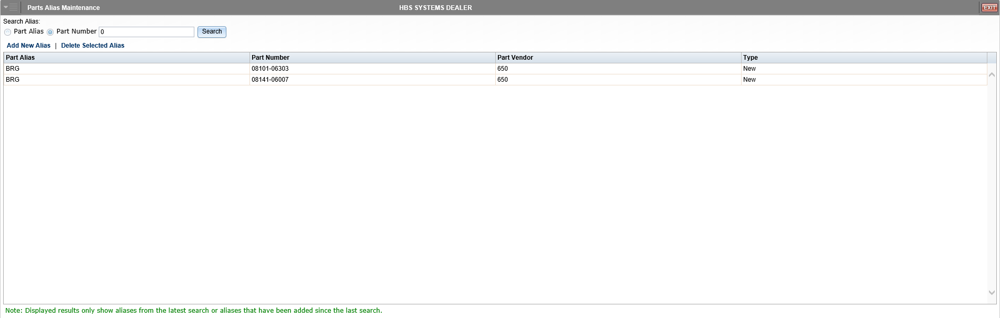 Parts Alias Maintenance HBS SYSTEMS DEALER EXIT
Search Alias:
Part Alias Part Number 0 Search
Add New Alias | Delete Selected Alias
Part Alias Part Number Part Vendor Type
BRG 08101-06303 650 New
BRG 08141-06007 650 New
Note: Displayed results only show aliases from the latest search or aliases that have been added since the last search.